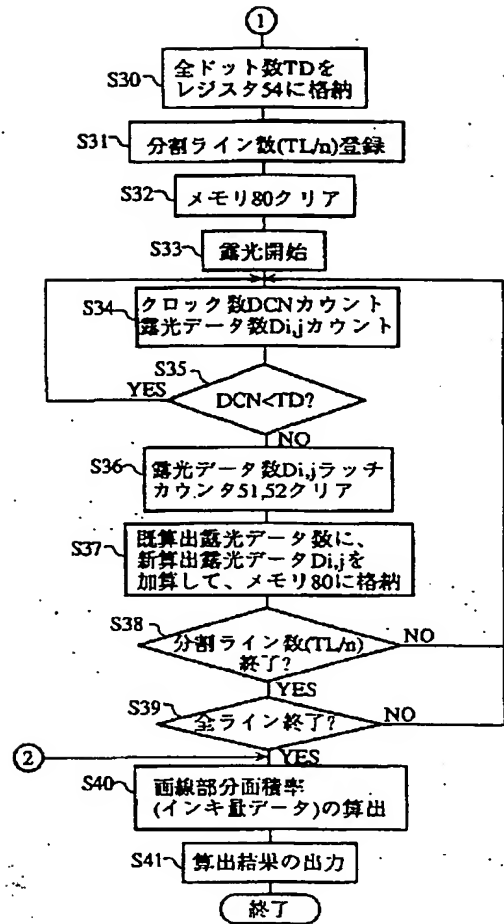 1
S30
全ドット数TDを
レジスタ54に格納
S31
分割ライン数(TL/n)登録
S32
メモリ80クリア
S33
露光開始
S34
クロック数DCNカウント
露光データ数Di,jカウント
S35
YES
DCN<TD?
NO
S36
露光データ数Di,jラッチ
カウンタ51,52クリア
S37
既算出露光データ数に、
新算出露光データDi,jを
加算して、メモリ80に格納
S38
分割ライン数(TL/n)
終了?
NO
YES
S39
全ライン終了?
NO
2
YES
S40
画線部分面積率
(インキ量データ)の算出
S41
算出結果の出力
終了